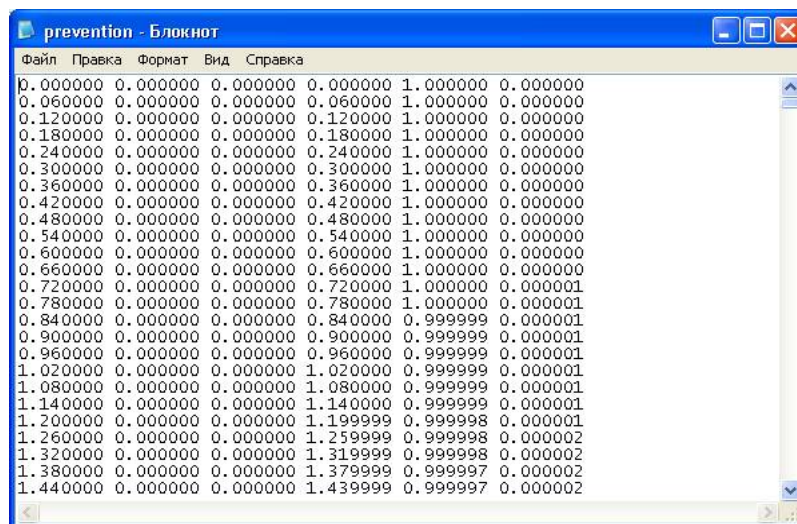 prevention - Блокнот
Файл Правка Формат Вид Справка
0.000000 0.000000 0.000000 0.000000 1.000000 0.000000
0.060000 0.000000 0.000000 0.060000 1.000000 0.000000
0.120000 0.000000 0.000000 0.120000 1.000000 0.000000
0.180000 0.000000 0.000000 0.180000 1.000000 0.000000
0.240000 0.000000 0.000000 0.240000 1.000000 0.000000
0.300000 0.000000 0.000000 0.300000 1.000000 0.000000
0.360000 0.000000 0.000000 0.360000 1.000000 0.000000
0.420000 0.000000 0.000000 0.420000 1.000000 0.000000
0.480000 0.000000 0.000000 0.480000 1.000000 0.000000
0.540000 0.000000 0.000000 0.540000 1.000000 0.000000
0.600000 0.000000 0.000000 0.600000 1.000000 0.000000
0.660000 0.000000 0.000000 0.660000 1.000000 0.000000
0.720000 0.000000 0.000000 0.720000 1.000000 0.000001
0.780000 0.000000 0.000000 0.780000 1.000000 0.000001
0.840000 0.000000 0.000000 0.840000 0.999999 0.000001
0.900000 0.000000 0.000000 0.900000 0.999999 0.000001
0.960000 0.000000 0.000000 0.960000 0.999999 0.000001
1.020000 0.000000 0.000000 1.020000 0.999999 0.000001
1.080000 0.000000 0.000000 1.080000 0.999999 0.000001
1.140000 0.000000 0.000000 1.140000 0.999999 0.000001
1.200000 0.000000 0.000000 1.199999 0.999998 0.000001
1.260000 0.000000 0.000000 1.259999 0.999998 0.000002
1.320000 0.000000 0.000000 1.319999 0.999998 0.000002
1.380000 0.000000 0.000000 1.379999 0.999997 0.000002
1.440000 0.000000 0.000000 1.439999 0.999997 0.000002